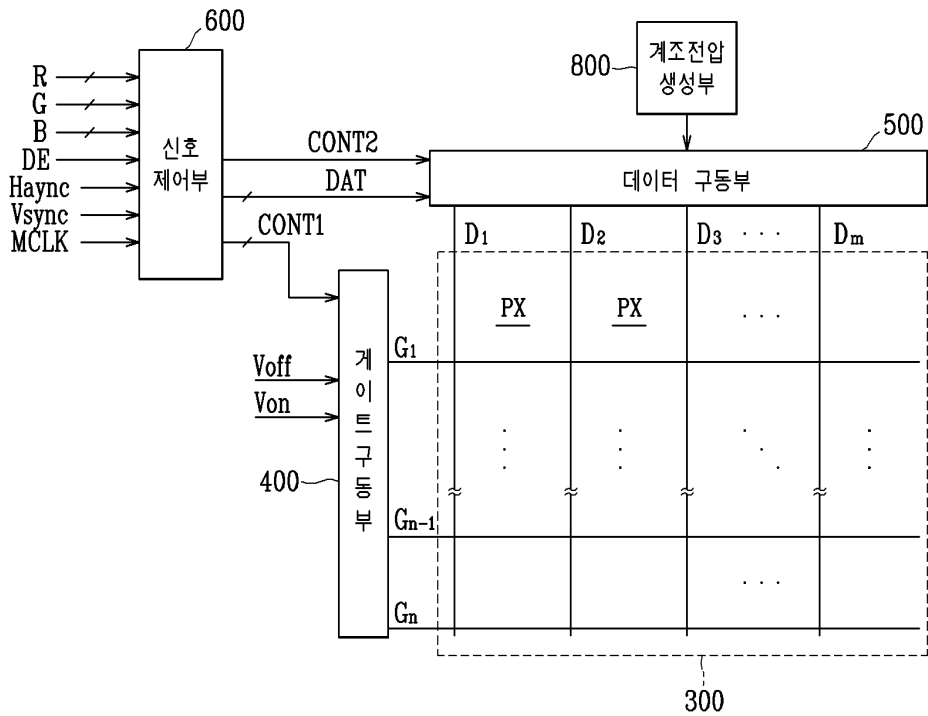 600
R
G
B
DE
Haync
Vsync
MCLK
신호
제어부
CONT2
DAT
CONT1
800
계조전압
생성부
500
데이터 구동부
D1
D2
D3
. . .
Dm
PX
PX
. . .
Voff
Von
400
게
이
트
구
동
부
G1
Gn-1
. . .
Gn
300